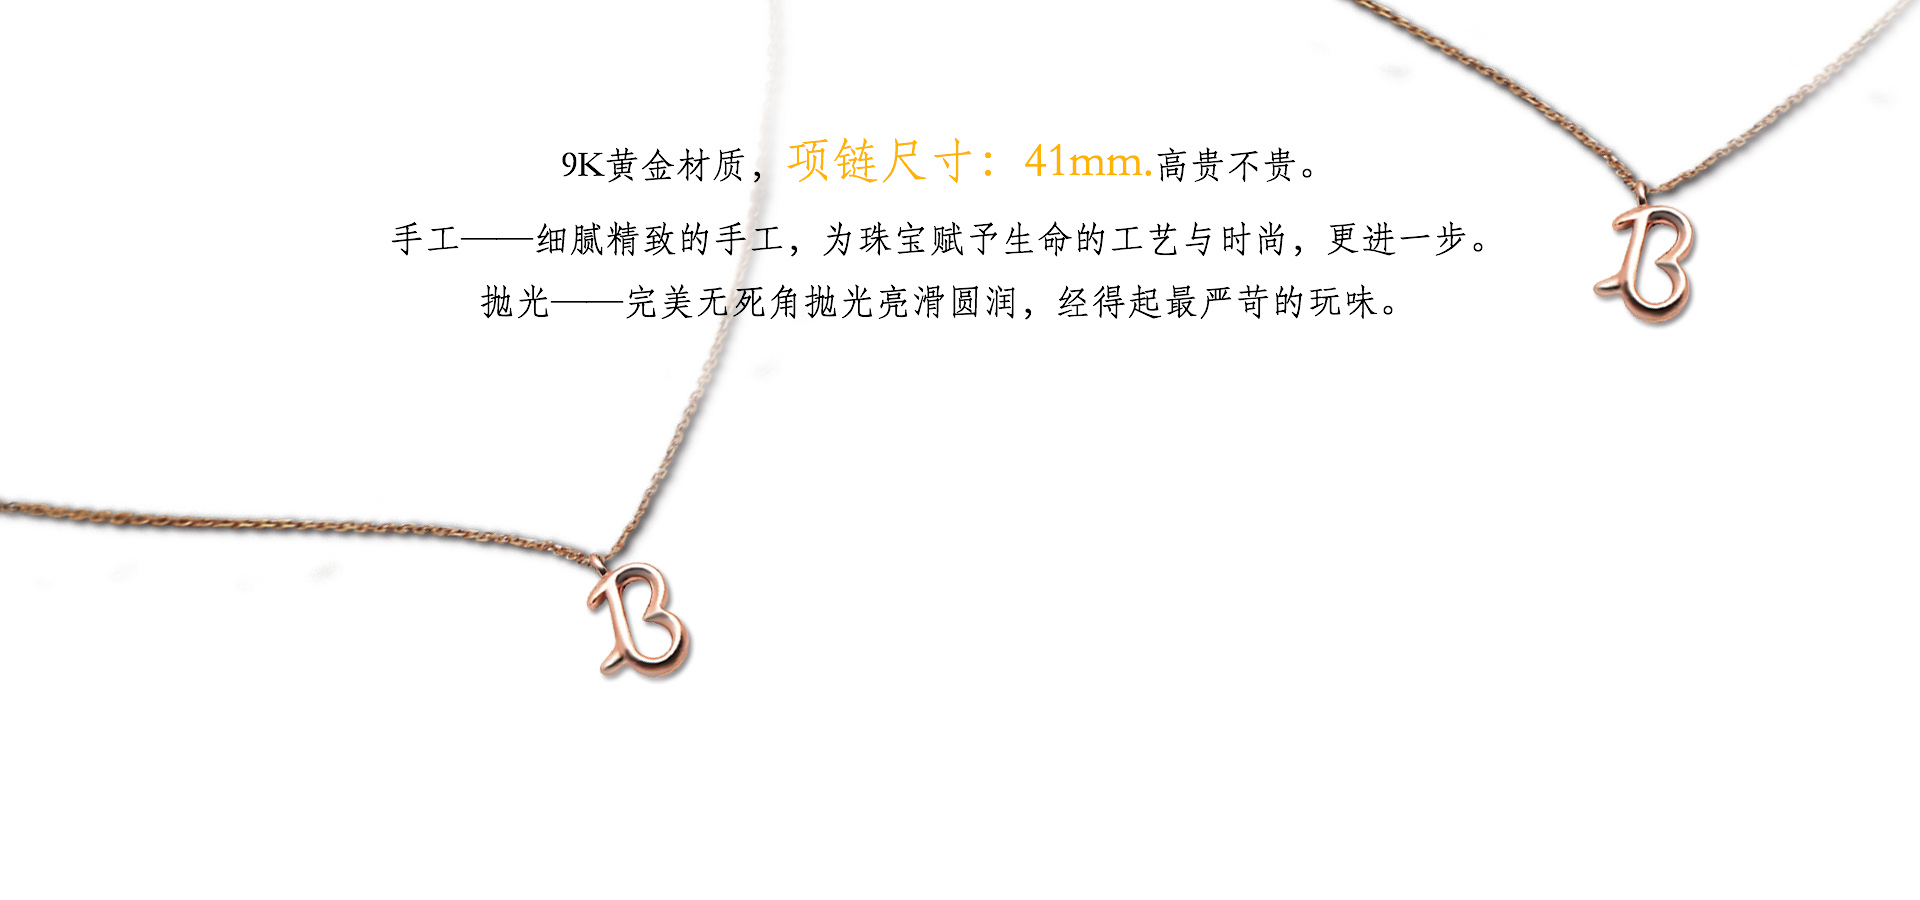 9K黄金材质，项链尺寸：41mm.高贵不贵。
手工——细腻精致的手工，为珠宝赋予生命的工艺与时尚，更进一步。
抛光——完美无死角抛光亮滑圆润，经得起最严苛的玩味。